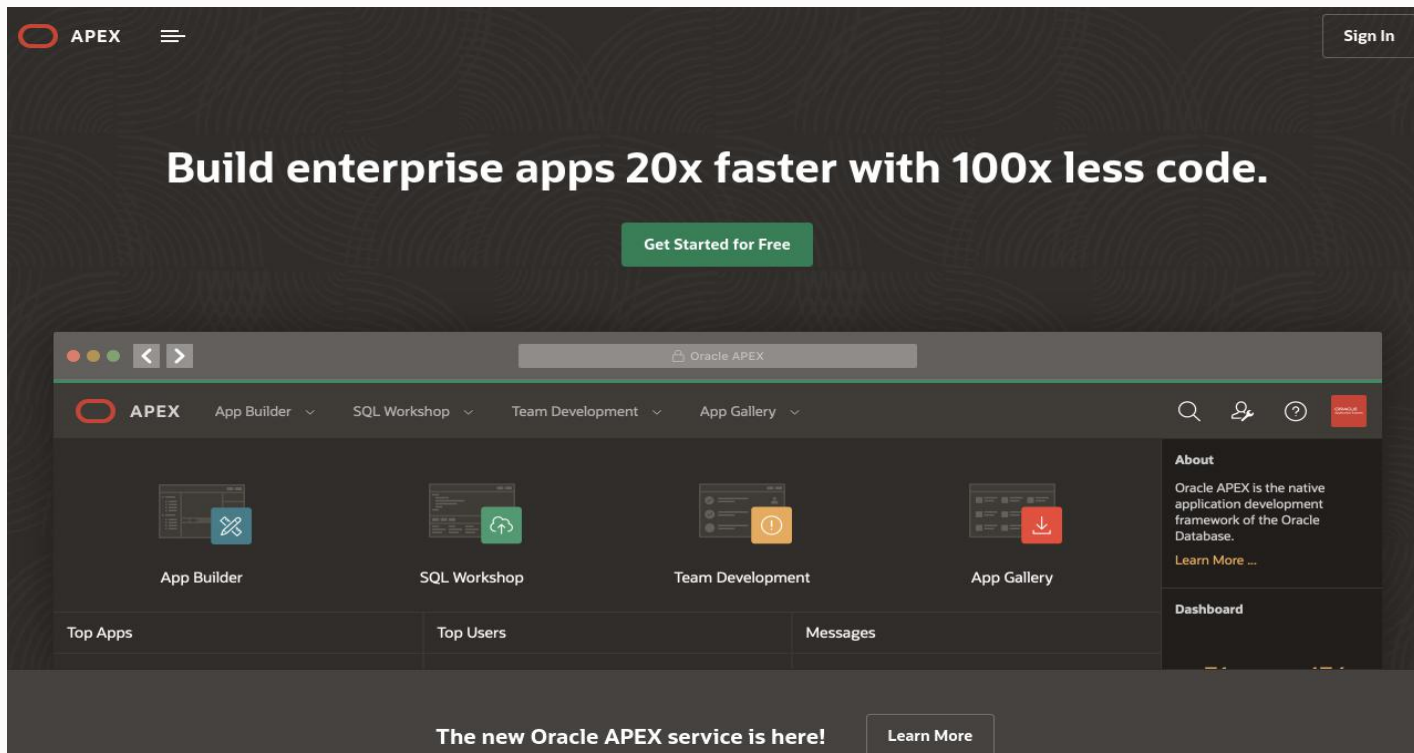 APEX
Sign In
Build enterprise apps 20x faster with 100x less code.
Get Started for Free
Oracle APEX
APEX
App Builder
SQL Workshop
Team Development
App Gallery
App Builder
SQL Workshop
Team Development
App Gallery
About
Oracle APEX is the native
application development
framework of the Oracle
Database.
Learn More ...
Top Apps
Top Users
Messages
Dashboard
The new Oracle APEX service is here!
Learn More